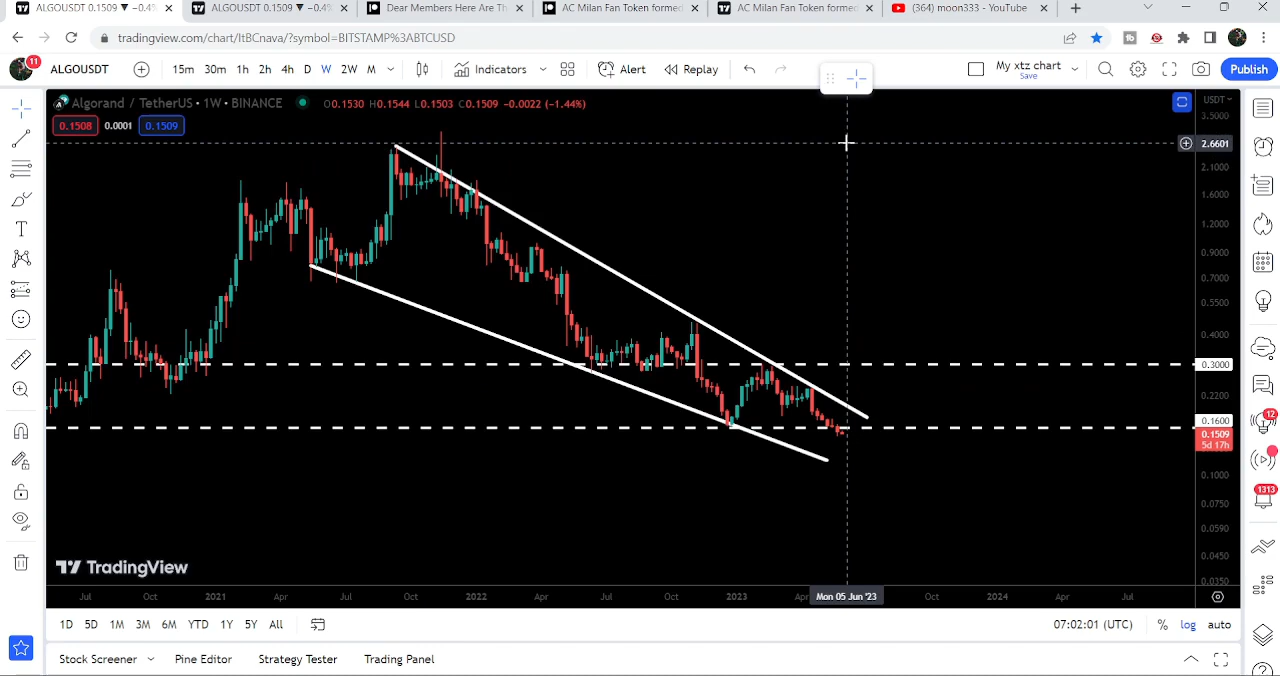 ALGOUSDT 0.1509 ▼ −0.45
ALGOUSDT 0.1509 ▼ −0.45
Dear Members Here Are Th
AC Milan Fan Token formed
AC Milan Fan Token formed
(364) moon333 - YouTube
tradingview.com/chart/ItBCnava/?symbol=BITSTAMP%3ABTCUSD
11
ALGOUSDT
15m 30m 1h 2h 4h D W 2W M
Indicators
Alert
Replay
My xtz chart
Save
Publish
Algorand / TetherUS • 1W • BINANCE
O0.1530 H0.1544 L0.1503 C0.1509 −0.0022 (−1.44%)
0.1508 0.0001 0.1509
USDT
3.5000
2.6601
2.1000
1.6000
1.2000
0.9000
0.7000
0.5500
0.4000
0.3000
0.2200
0.1600
0.1509
5d 17h
0.1000
0.0750
0.0590
0.0450
0.0350
12
1313
TradingView
Jul Oct 2021 Apr Jul Oct 2022 Apr Jul Oct 2023 Apr Mon 05 Jun '23 Oct 2024 Apr Jul
1D 5D 1M 3M 6M YTD 1Y 5Y All
07:02:01 (UTC) % log auto
Stock Screener Pine Editor Strategy Tester Trading Panel